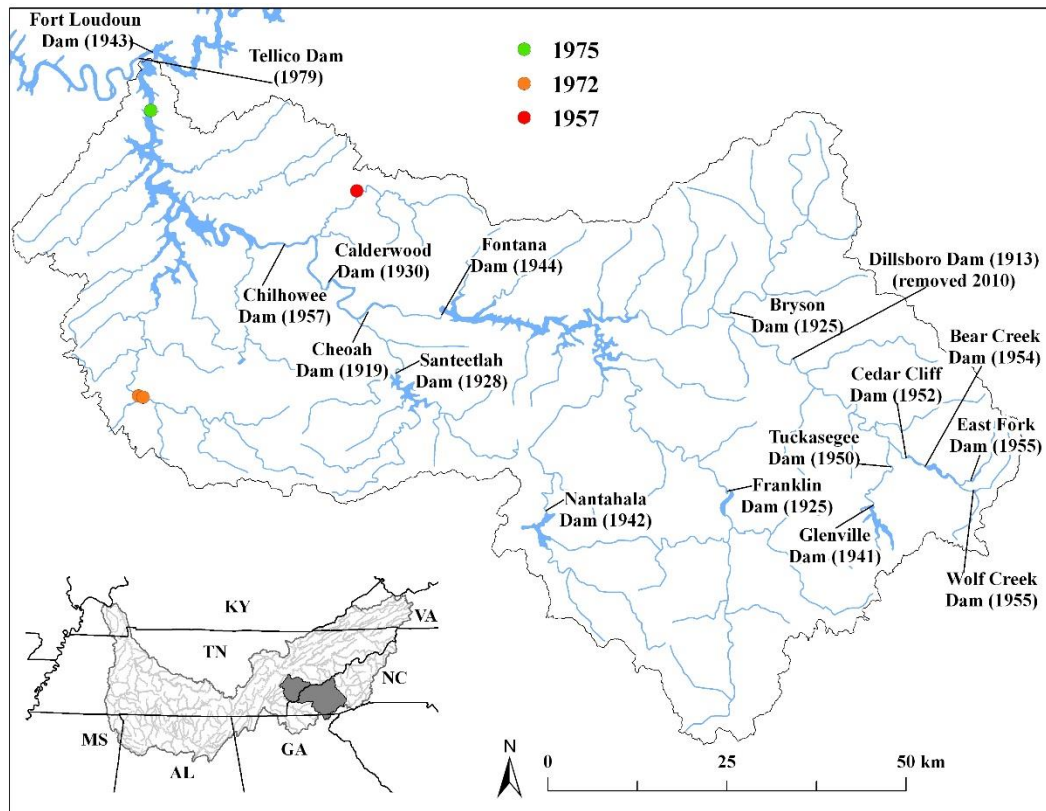 Fort Loudoun
Dam (1943)
Tellico Dam
(1979)
1975
1972
1957
Calderwood
Dam (1930)
Fontana
Dam (1944)
Dillsboro Dam (1913)
(removed 2010)
Chilhowee
Dam (1957)
Bryson
Dam (1925)
Bear Creek
Dam (1954)
Cheoah
Dam (1919)
Santeetlah
Dam (1928)
Cedar Cliff
Dam (1952)
East Fork
Dam (1955)
Tuckasegee
Dam (1950)
Nantahala
Dam (1942)
Franklin
Dam (1925)
Glenville
Dam (1941)
Wolf Creek
Dam (1955)
KY
VA
TN
NC
MS
AL
GA
N
0
25
50 km